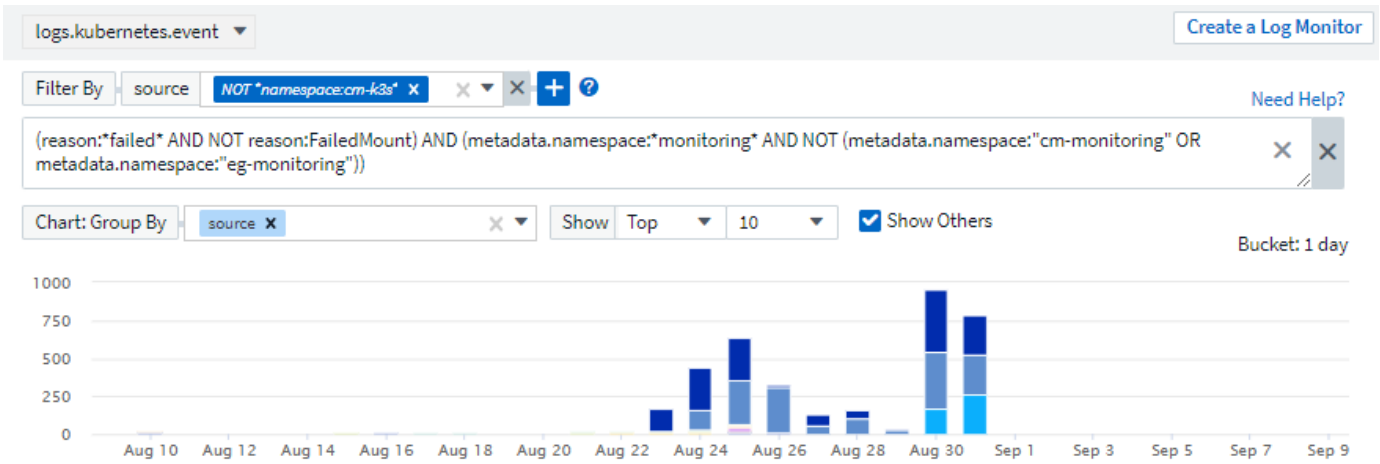 logs.kubernetes.event
Create a Log Monitor
Filter By source NOT "namespace:cm-k3s" X
Need Help?
(reason:*failed* AND NOT reason:FailedMount) AND (metadata.namespace:*monitoring* AND NOT (metadata.namespace:"cm-monitoring" OR
metadata.namespace:"eg-monitoring"))
Chart: Group By source X Show Top 10 Show Others
Bucket: 1 day
1000
750
500
250
0
Aug 10 Aug 12 Aug 14 Aug 16 Aug 18 Aug 20 Aug 22 Aug 24 Aug 26 Aug 28 Aug 30 Sep 1 Sep 3 Sep 5 Sep 7 Sep 9